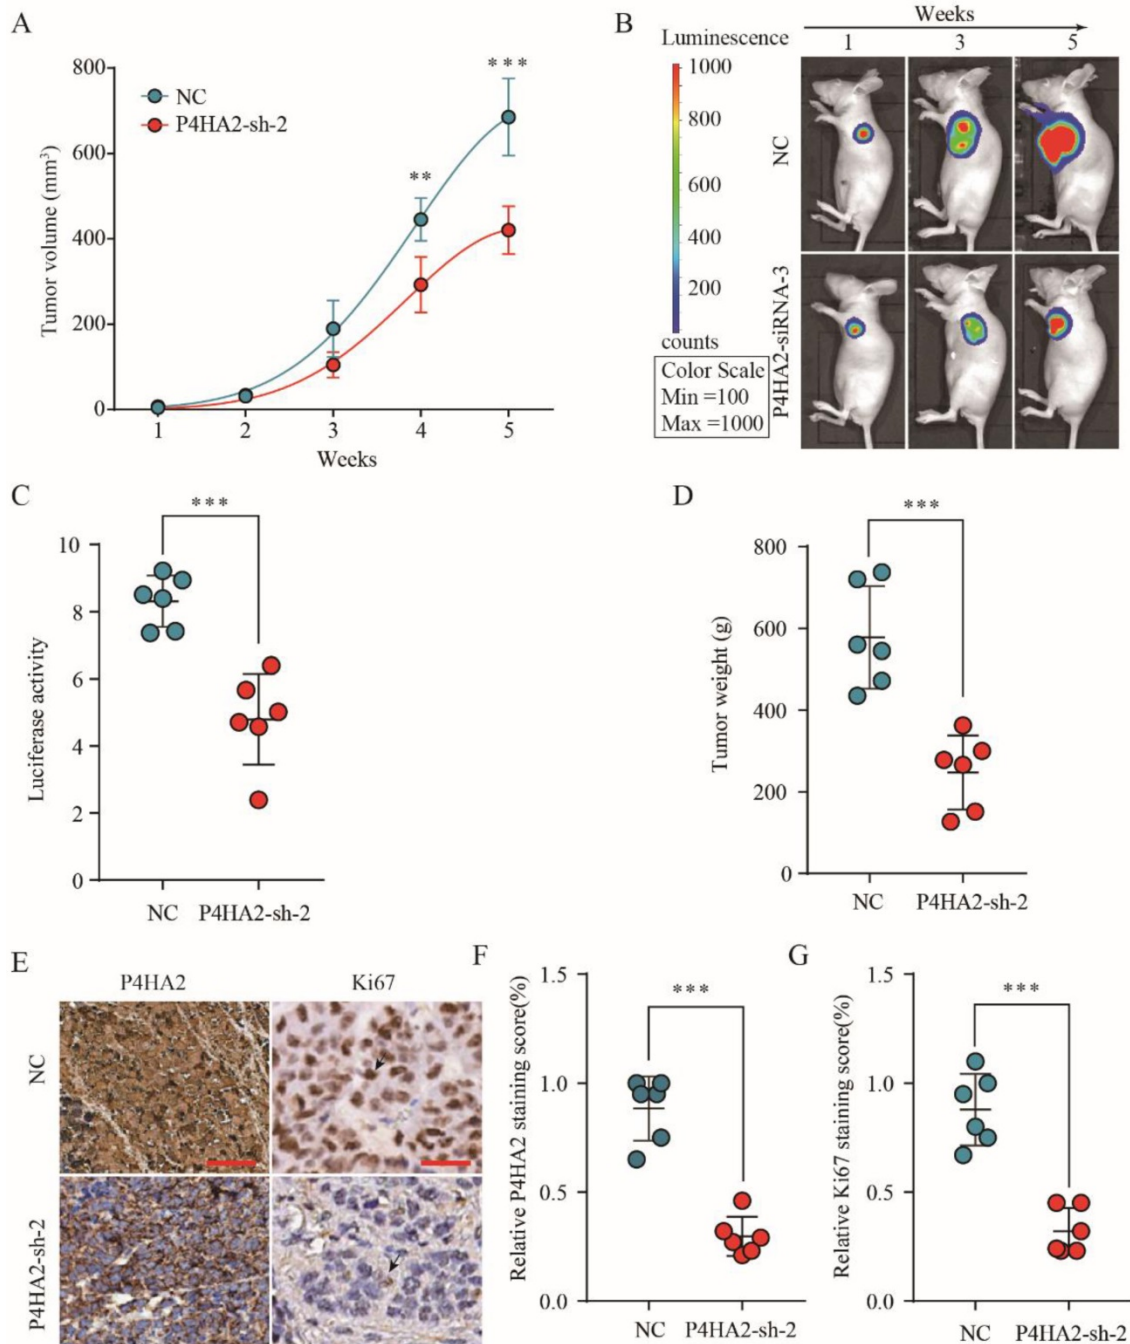 A
800
600
400
200
0
Tumor volume (mm³)
NC
P4HA2-sh-2
**
***
1 2 3 4 5
Weeks
B
Weeks
1 3 5
Luminescence
1000
800
600
400
200
counts
Color Scale
Min =100
Max =1000
NC
P4HA2-siRNA-3
C
***
10
8
6
4
2
0
Luciferase activity
NC P4HA2-sh-2
D
***
800
600
400
200
0
Tumor weight (g)
NC P4HA2-sh-2
E
P4HA2 Ki67
NC
P4HA2-sh-2
F
***
1.5
1.0
0.5
0.0
Relative P4HA2 staining score(%)
NC P4HA2-sh-2
G
***
1.5
1.0
0.5
0.0
Relative Ki67 staining score(%)
NC P4HA2-sh-2